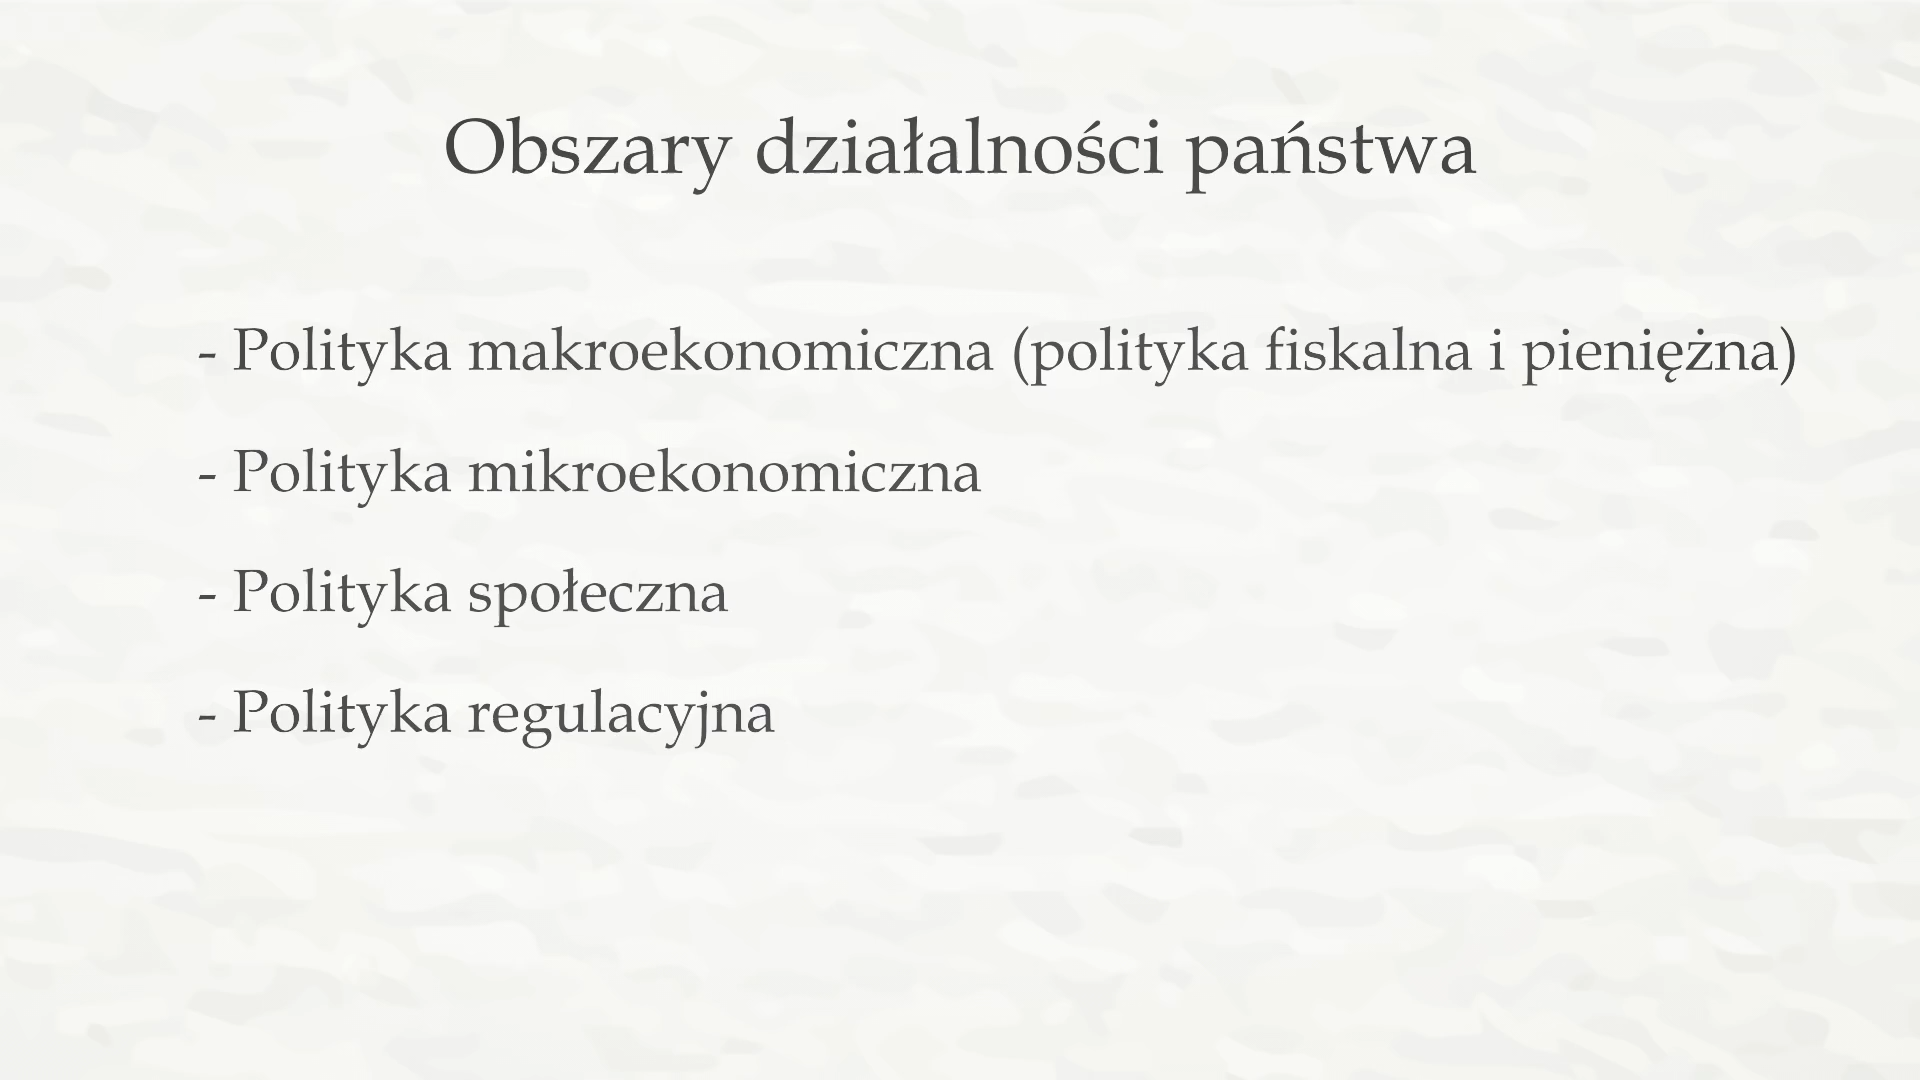 Obszary działalności państwa
- Polityka makroekonomiczna (polityka fiskalna i pieniężna)
- Polityka mikroekonomiczna
- Polityka społeczna
- Polityka regulacyjna